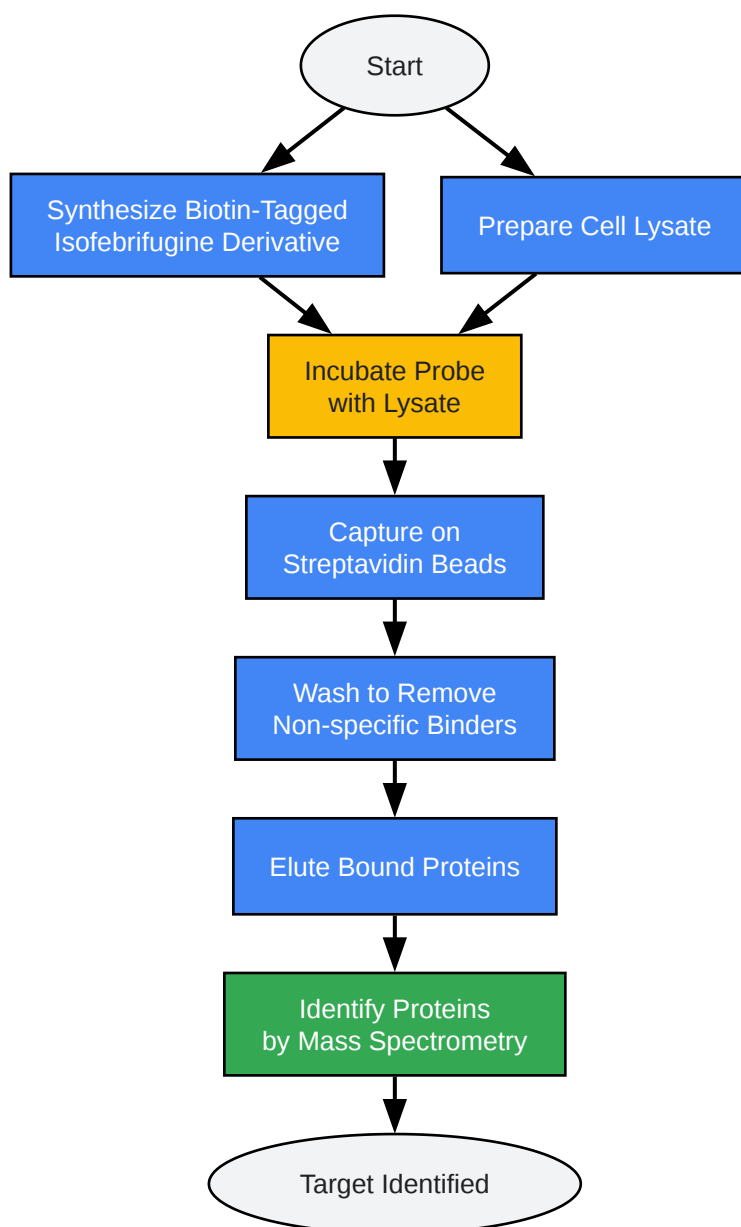 Start
Synthesize Biotin-Tagged
Isofebrifugine Derivative
Prepare Cell Lysate
Incubate Probe
with Lysate
Capture on
Streptavidin Beads
Wash to Remove
Non-specific Binders
Elute Bound Proteins
Identify Proteins
by Mass Spectrometry
Target Identified